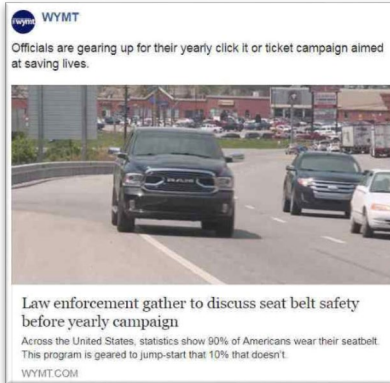 wymt
WYMT
Officials are gearing up for their yearly click it or ticket campaign aimed
at saving lives.
RAM
Law enforcement gather to discuss seat belt safety
before yearly campaign
Across the United States, statistics show 90% of Americans wear their seatbelt.
This program is geared to jump-start that 10% that doesn't.
WYMT.COM